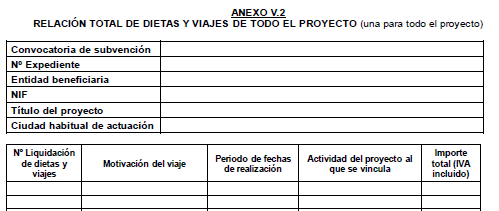 ANEXO V.2
RELACIÓN TOTAL DE DIETAS Y VIAJES DE TODO EL PROYECTO (una para todo el proyecto)
Convocatoria de subvención
Nº Expediente
Entidad beneficiaria
NIF
Título del proyecto
Ciudad habitual de actuación
Nº Liquidación de dietas y viajes
Motivación del viaje
Periodo de fechas de realización
Actividad del proyecto al que se vincula
Importe total (IVA incluido)